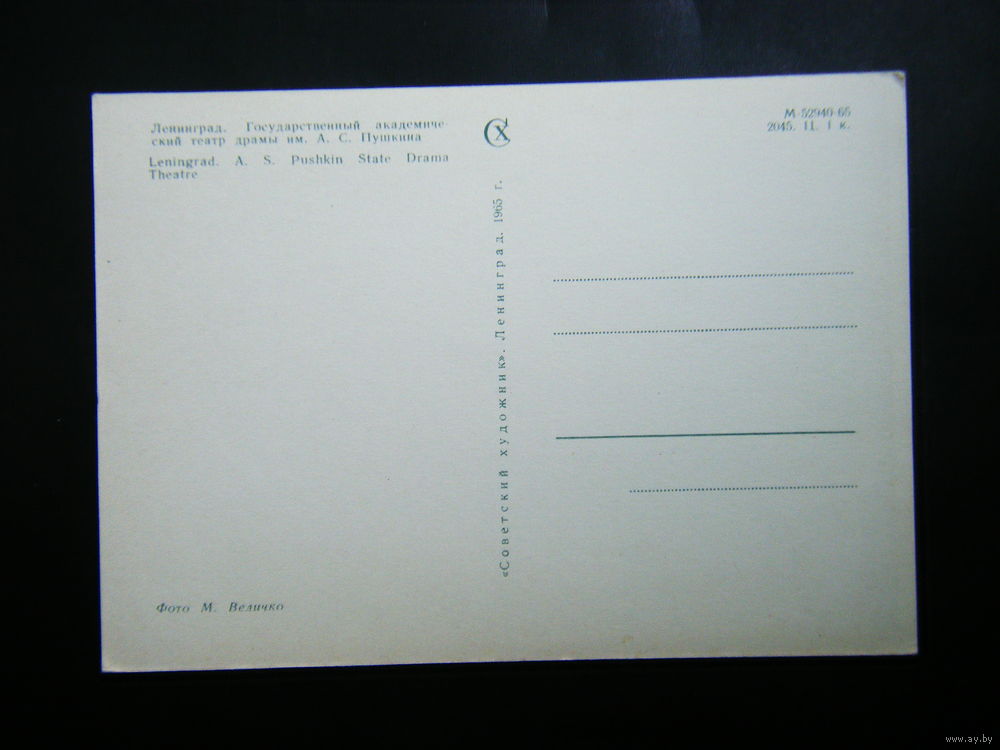 Ленинград. Государственный академиче
ский театр драмы им. А. С. Пушкина
Leningrad. A. S. Pushkin State Drama
Theatre
Фото М. Величко
СХ
«Советский художник». Ленинград. 1965 г.
М-52940-65
2045. II. 1 к.
www.ay.by